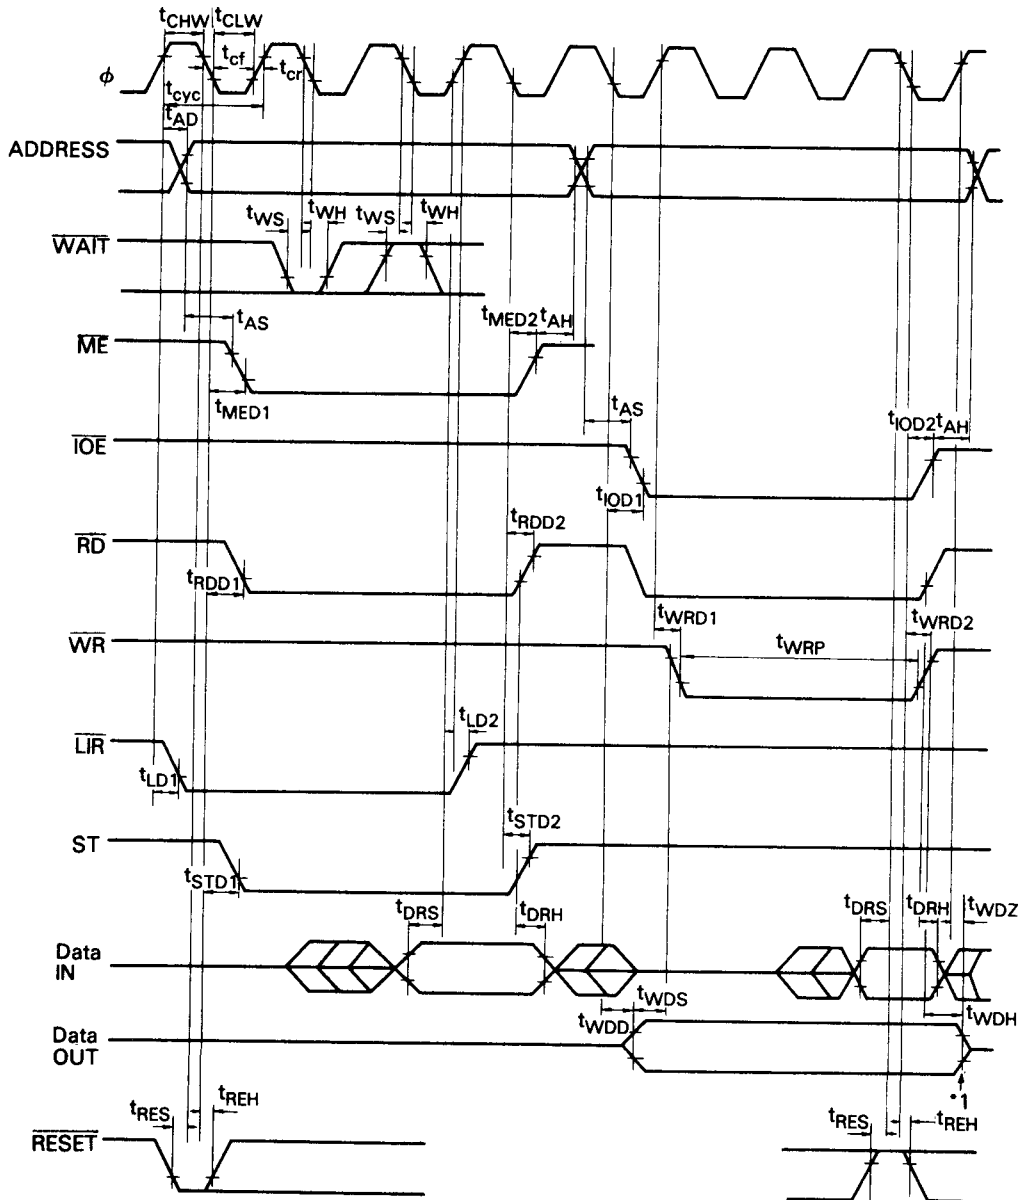 tCHW tCLW
tcf
tcr
φ
tcyc
tAD
ADDRESS
tWS tWH tWS tWH
WAIT
tAS
tMED2 tAH
ME
tMED1
tAS
tIOD2 tAH
IOE
tIOD1
tRDD2
RD
tRDD1
tWRD1
tWRP
tWRD2
WR
tLD2
LIR
tLD1
tSTD2
ST
tSTD1
tDRS tDRH tDRS tDRH tWDZ
Data
IN
tWDS
tWDD
tWDH
Data
OUT
*1
tRES tREH
tRES tREH
RESET